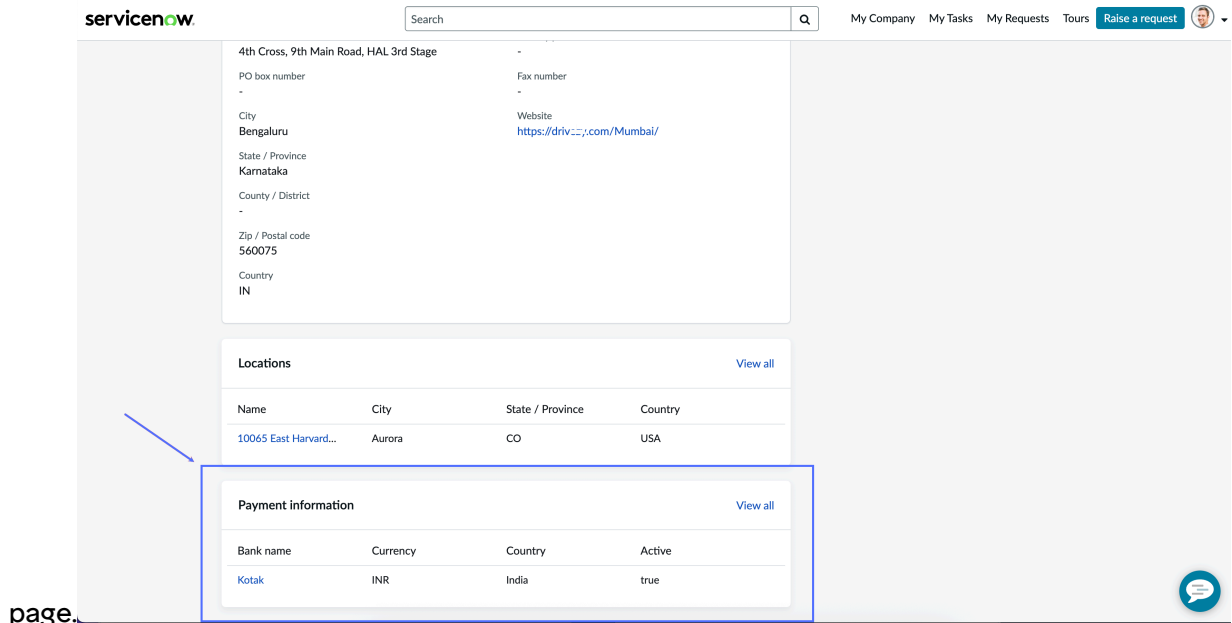 servicenow.
Search
My Company My Tasks My Requests Tours Raise a request
4th Cross, 9th Main Road, HAL 3rd Stage
-
PO box number
-
Fax number
-
City
Bengaluru
Website
State / Province
Karnataka
County / District
-
Zip / Postal code
560075
Country
IN
Locations View all
Name City State / Province Country
10065 East Harvard... Aurora CO USA
Payment information View all
Bank name Currency Country Active
Kotak INR India true
page.